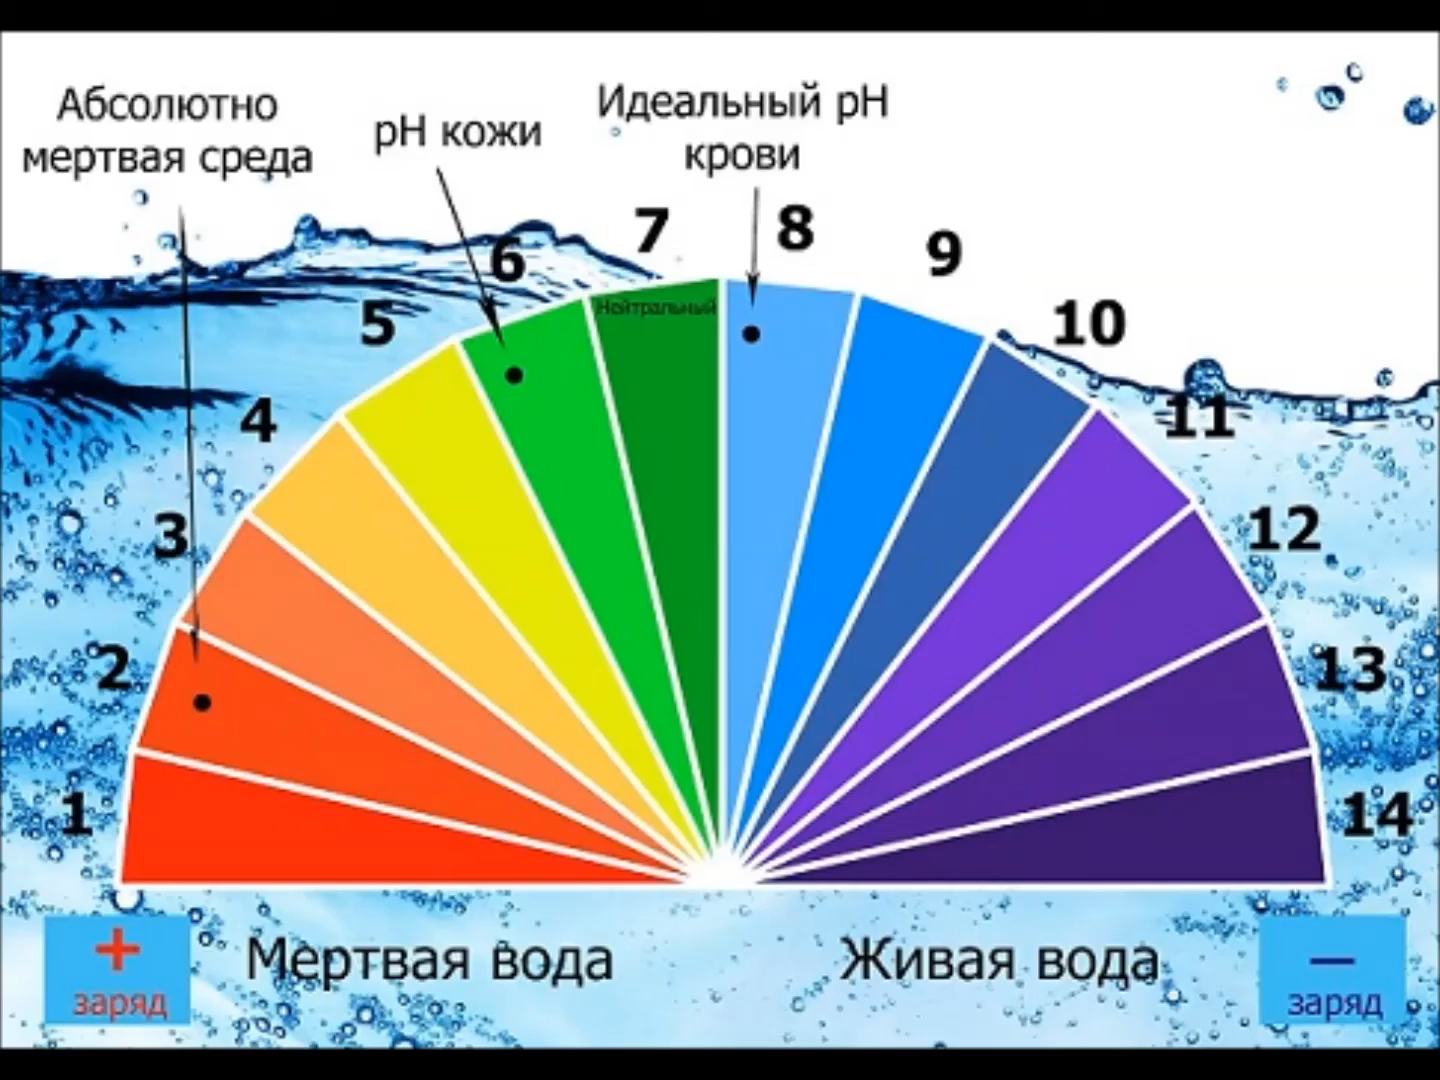 Абсолютно
мертвая среда
pH кожи
Идеальный pH
крови
1
2
3
4
5
6
7
8
9
10
11
12
13
14
Нейтральный
+
заряд
Мертвая вода
Живая вода
–
заряд